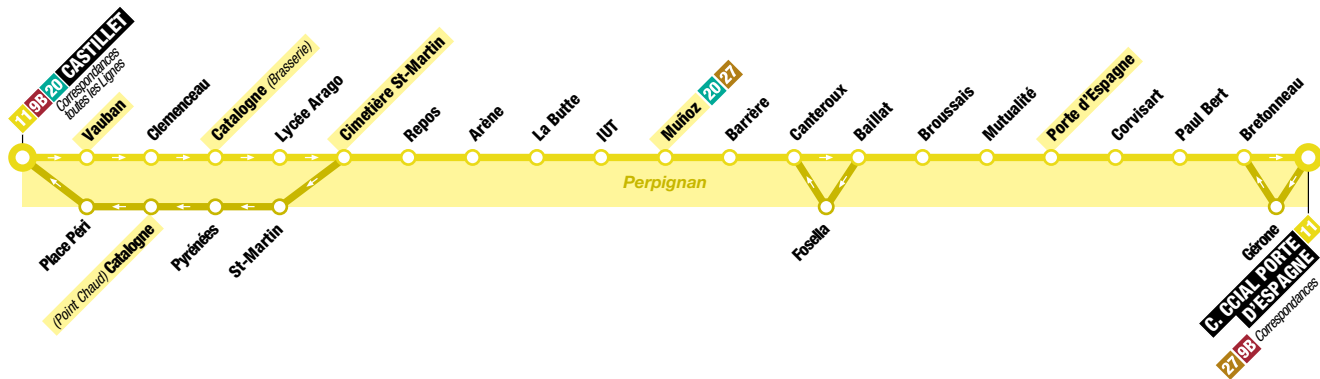 11 9B 20 CASTILLET
Correspondances
toutes les Lignes
Vauban
Clemenceau
Catalogne (Brasserie)
Lycée Arago
Cimetière St-Martin
Repos
Arène
La Butte
IUT
Muñoz 20 27
Barrère
Canteroux
Baillat
Broussais
Mutualité
Porte d'Espagne
Corvisart
Paul Bert
Bretonneau
Perpignan
Place Péri
(Point Chaud) Catalogne
Pyrénées
St-Martin
Fosella
Gérone
C. CCIAL PORTE 11
D'ESPAGNE
27 9B Correspondances